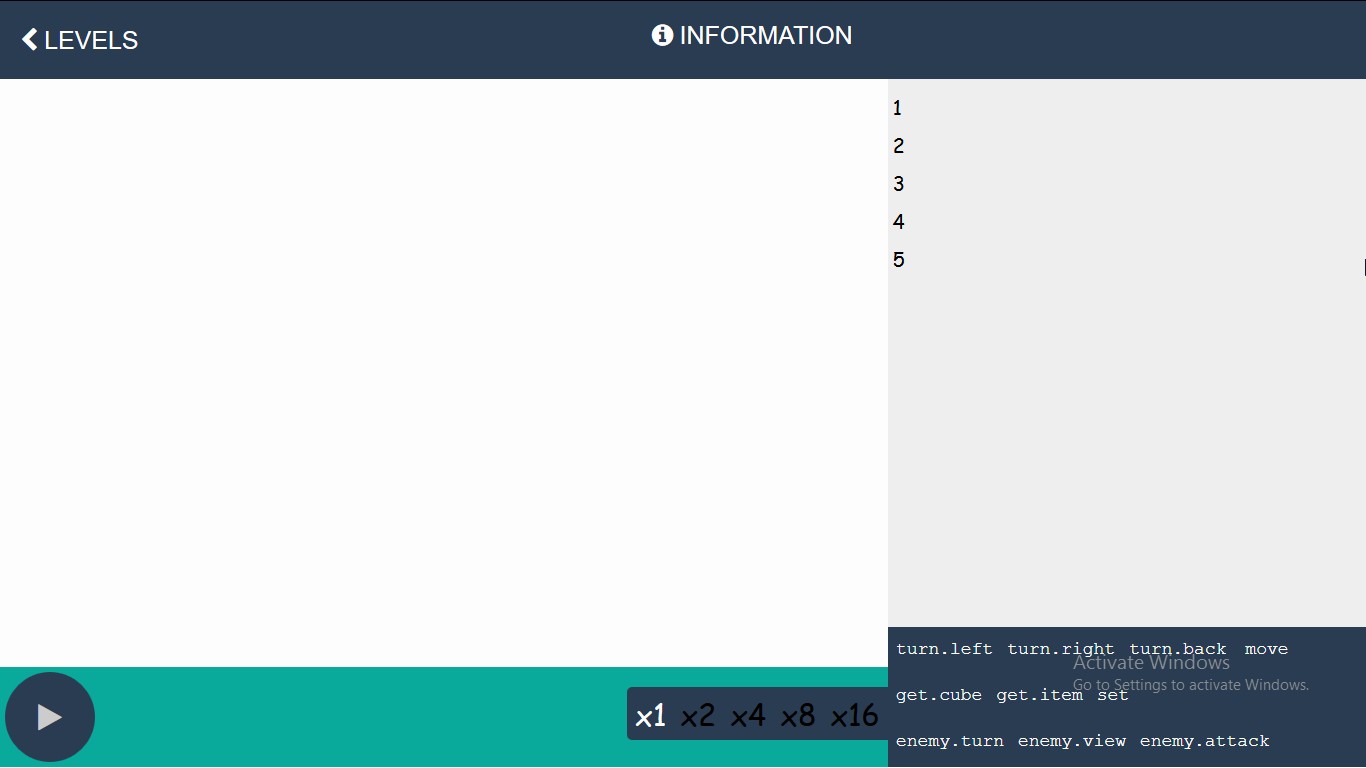 LEVELS
INFORMATION
1
2
3
4
5
turn.left turn.right turn.back move
Activate Windows
Go to Settings to activate Windows.
get.cube get.item set
x1 x2 x4 x8 x16
enemy.turn enemy.view enemy.attack